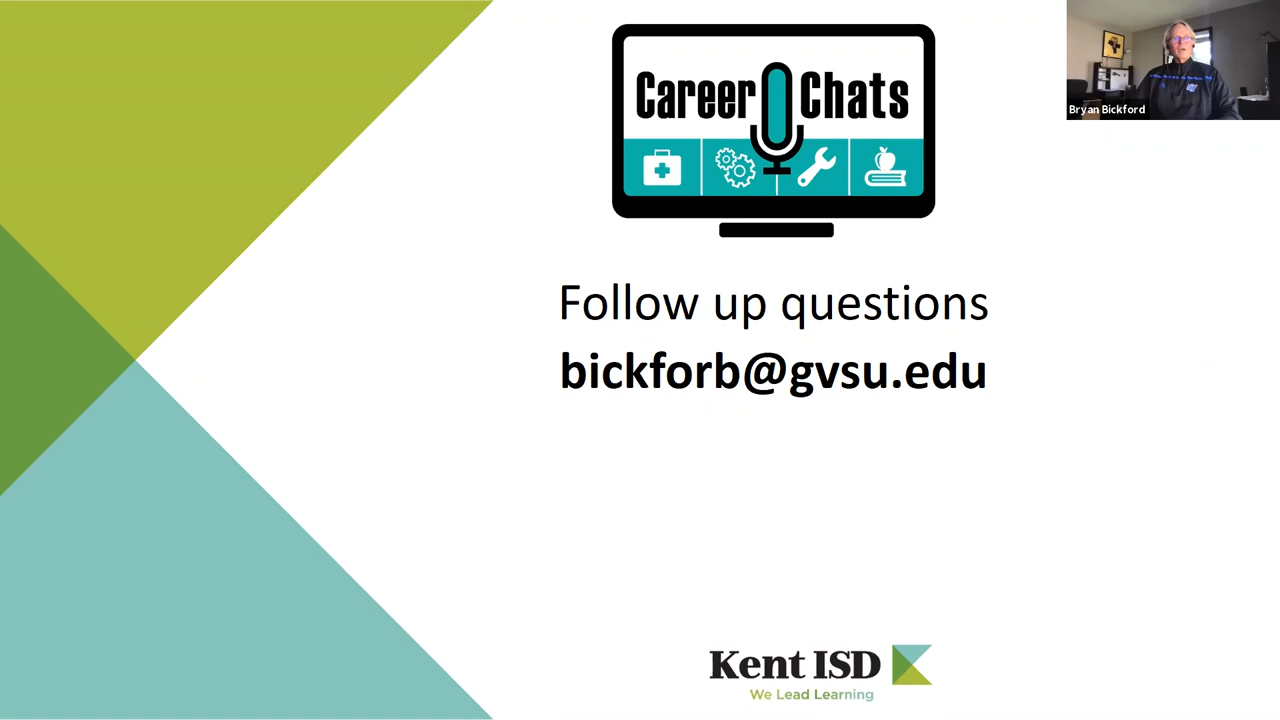 Career Chats
Bryan Bickford
Follow up questions
bickforb@gvsu.edu
Kent ISD
We Lead Learning